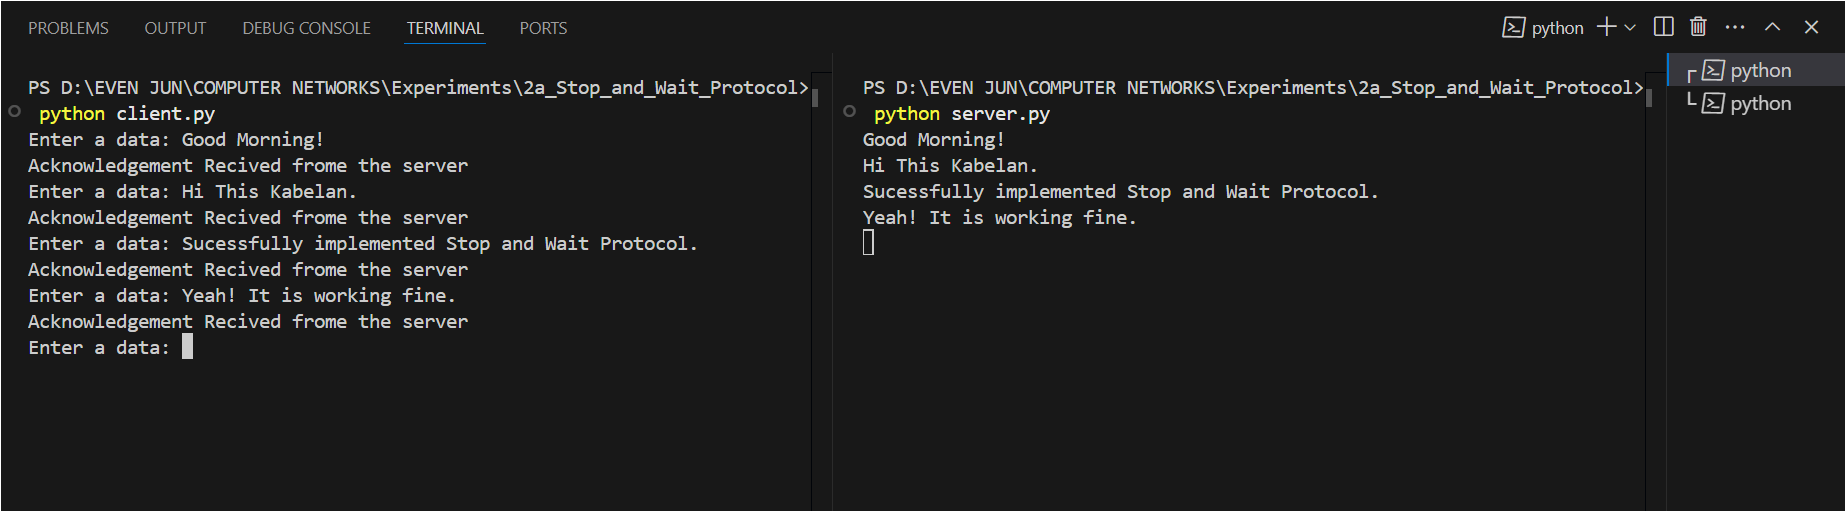 PROBLEMS OUTPUT DEBUG CONSOLE TERMINAL PORTS python
PS D:\EVEN JUN\COMPUTER NETWORKS\Experiments\2a_Stop_and_Wait_Protocol>
python client.py
Enter a data: Good Morning!
Acknowledgement Recived frome the server
Enter a data: Hi This Kabelan.
Acknowledgement Recived frome the server
Enter a data: Sucessfully implemented Stop and Wait Protocol.
Acknowledgement Recived frome the server
Enter a data: Yeah! It is working fine.
Acknowledgement Recived frome the server
Enter a data:
PS D:\EVEN JUN\COMPUTER NETWORKS\Experiments\2a_Stop_and_Wait_Protocol>
python server.py
Good Morning!
Hi This Kabelan.
Sucessfully implemented Stop and Wait Protocol.
Yeah! It is working fine.
python
python